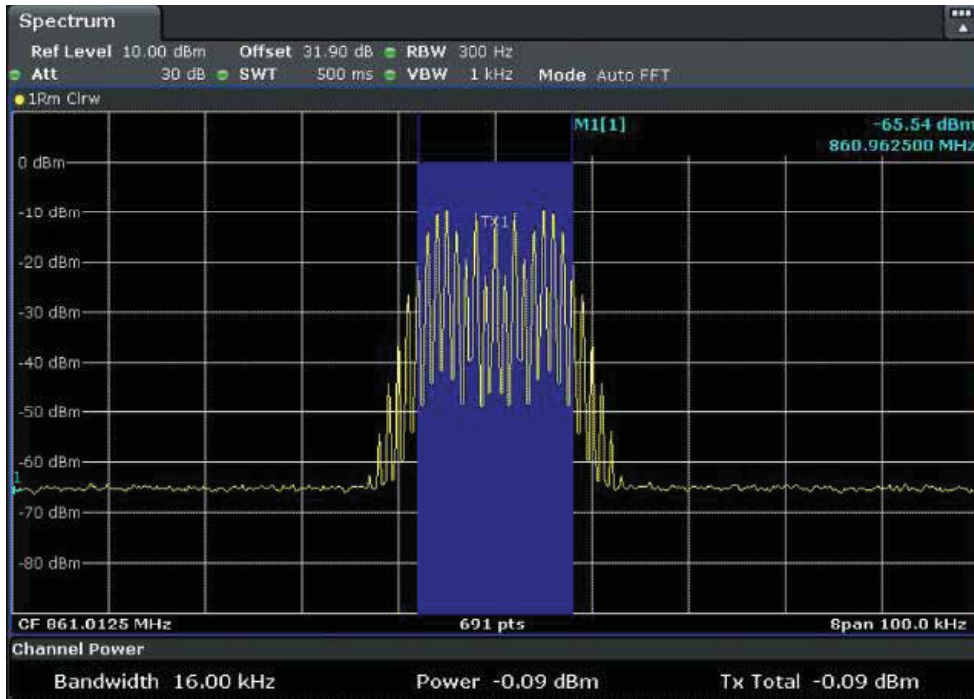 Spectrum
Ref Level 10.00 dBm Offset 31.90 dB RBW 300 Hz
Att 30 dB SWT 500 ms VBW 1 kHz Mode Auto FFT
1Rm Clrw
M1[1] -65.54 dBm
860.962500 MHz
0 dBm
-10 dBm
TX1
-20 dBm
-30 dBm
-40 dBm
-50 dBm
-60 dBm
1
-70 dBm
-80 dBm
CF 861.0125 MHz 691 pts Span 100.0 kHz
Channel Power
Bandwidth 16.00 kHz Power -0.09 dBm Tx Total -0.09 dBm